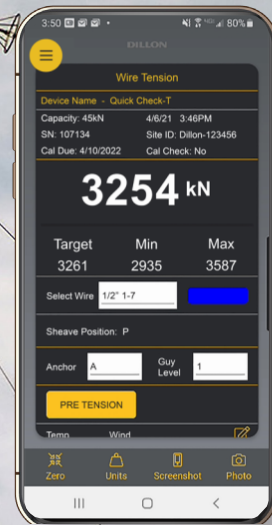 3:50 80%
DILLON
Wire Tension
Device Name - Quick Check-T
Capacity: 45kN 4/6/21 3:46PM
SN: 107134 Site ID: Dillon-123456
Cal Due: 4/10/2022 Cal Check: No
3254 kN
Target Min Max
3261 2935 3587
Select Wire 1/2" 1-7
Sheave Position: P
Anchor A Guy Level 1
PRE TENSION
Temp Wind
Zero Units Screenshot Photo